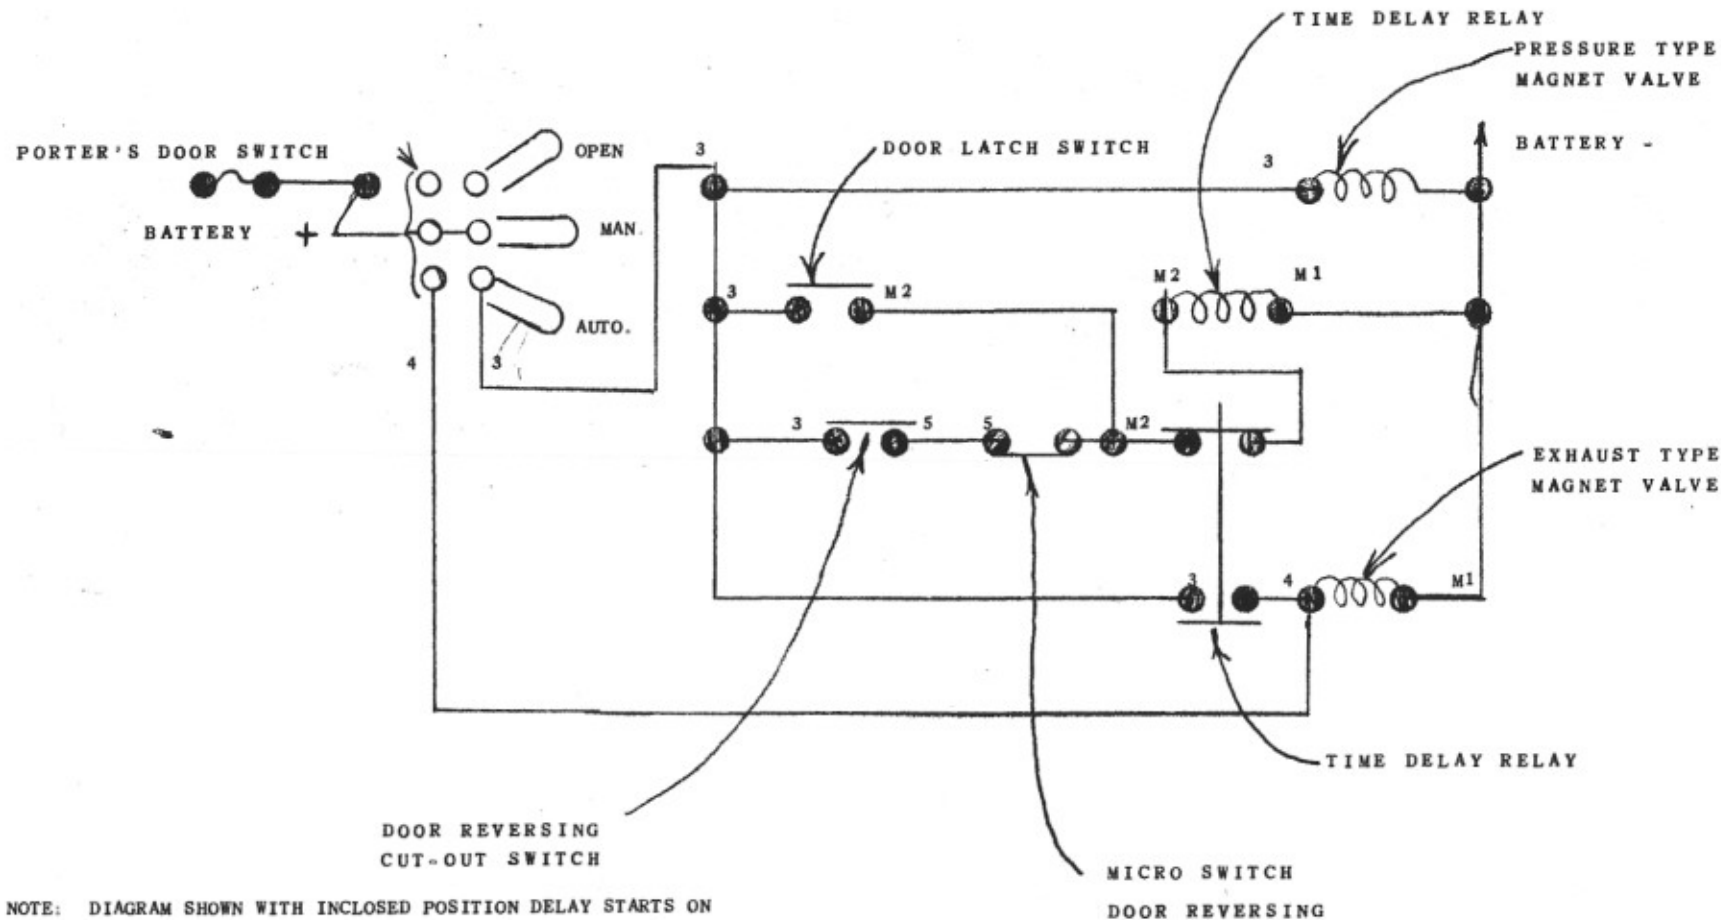 TIME DELAY RELAY
PRESSURE TYPE
MAGNET VALVE
PORTER'S DOOR SWITCH
OPEN
3
DOOR LATCH SWITCH
3
BATTERY -
BATTERY +
MAN.
3
M2
M2
M1
AUTO.
4
3
3
5
5
M2
EXHAUST TYPE
MAGNET VALVE
3
4
M1
TIME DELAY RELAY
DOOR REVERSING
CUT-OUT SWITCH
MICRO SWITCH
DOOR REVERSING
NOTE: DIAGRAM SHOWN WITH INCLOSED POSITION DELAY STARTS ON